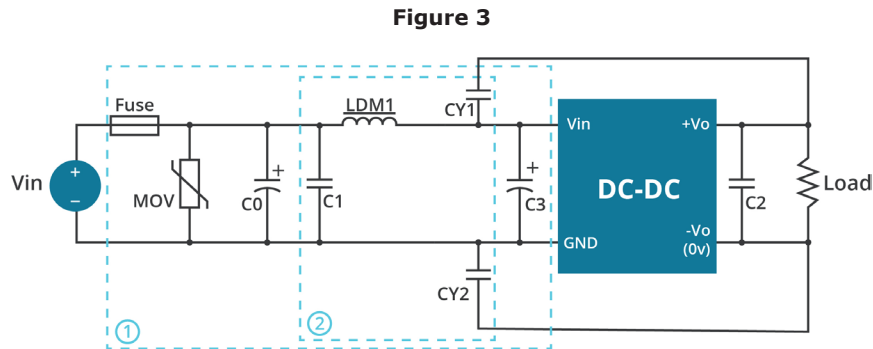 Figure 3
Fuse
LDM1
CY1
Vin
+Vo
Vin
+
−
MOV
C0
+
C1
+
C3
DC-DC
C2
Load
GND
-Vo
(0v)
CY2
1
2